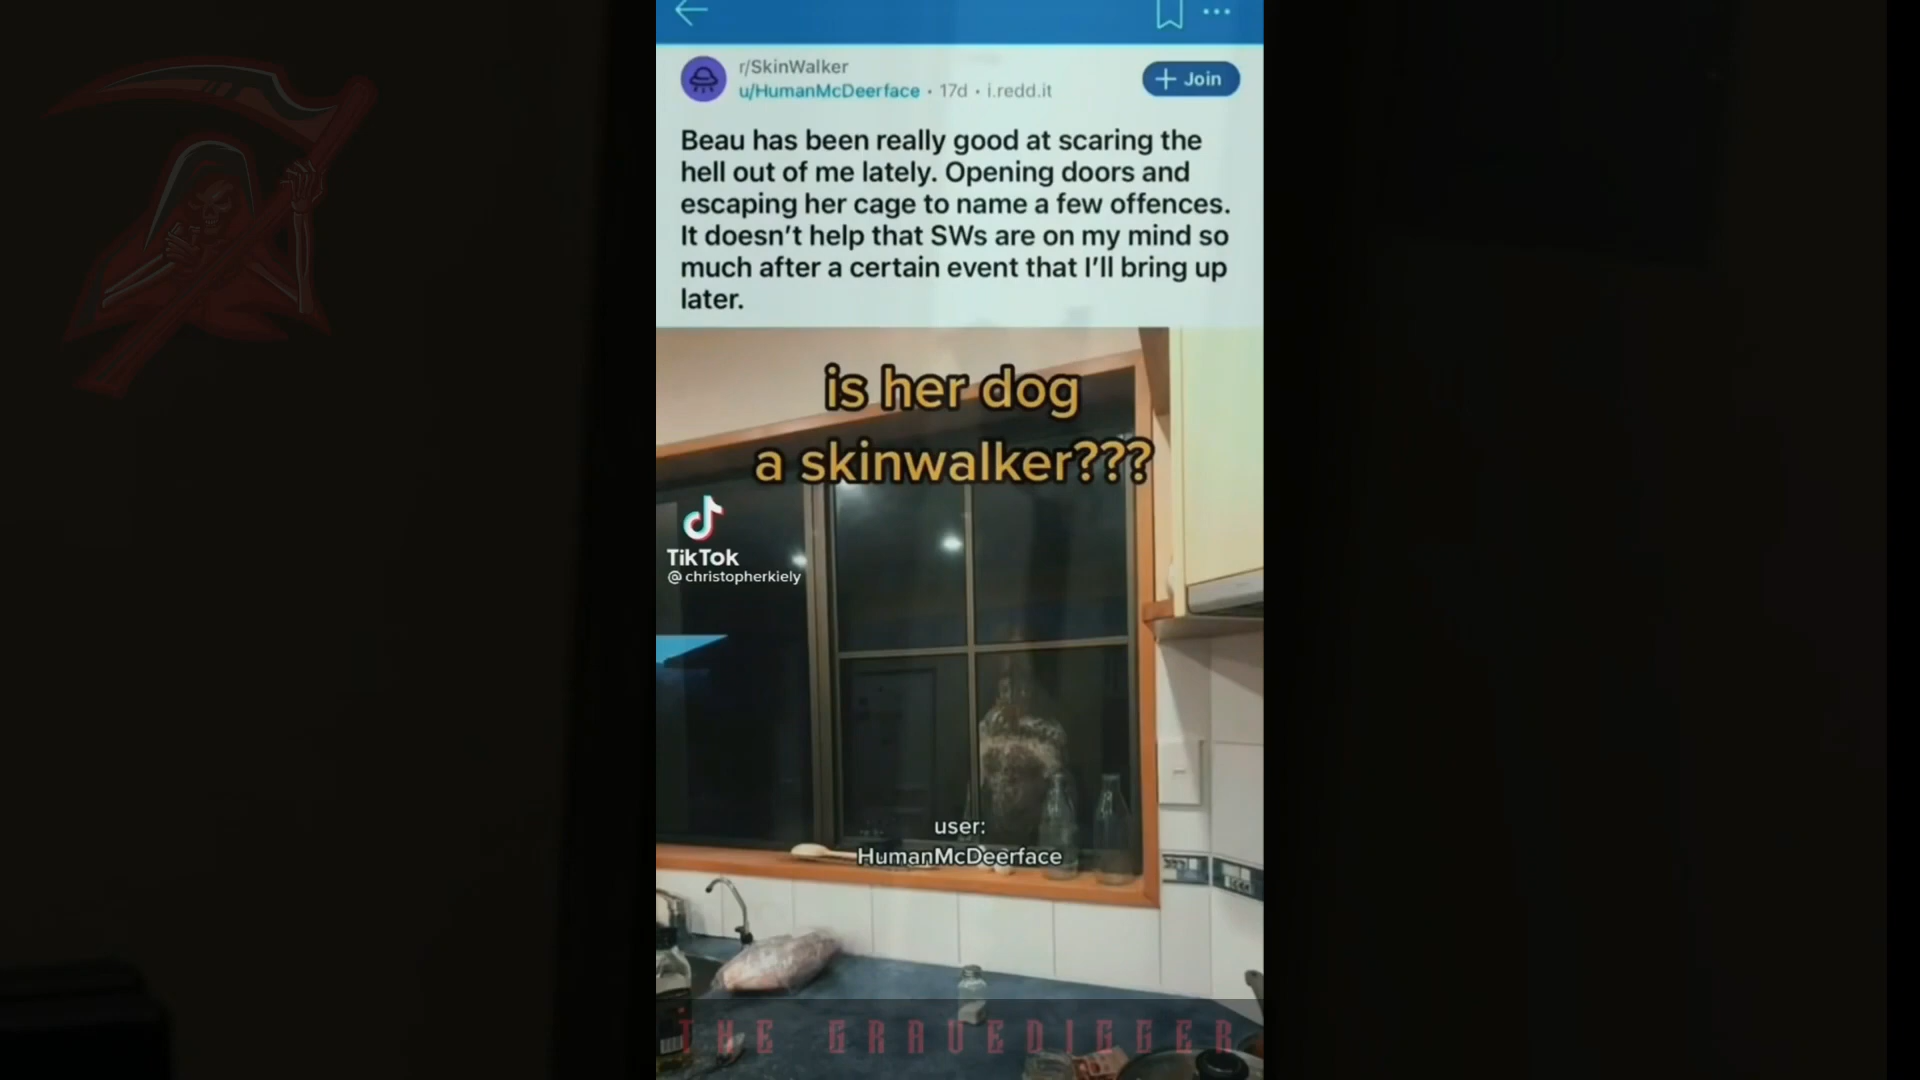 r/SkinWalker
u/HumanMcDeerface • 17d • i.redd.it
+ Join
Beau has been really good at scaring the
hell out of me lately. Opening doors and
escaping her cage to name a few offences.
It doesn't help that SWs are on my mind so
much after a certain event that I'll bring up
later.
is her dog
a skinwalker???
TikTok
@christopherkiely
user:
HumanMcDeerface
THE GRAVEDIGGER